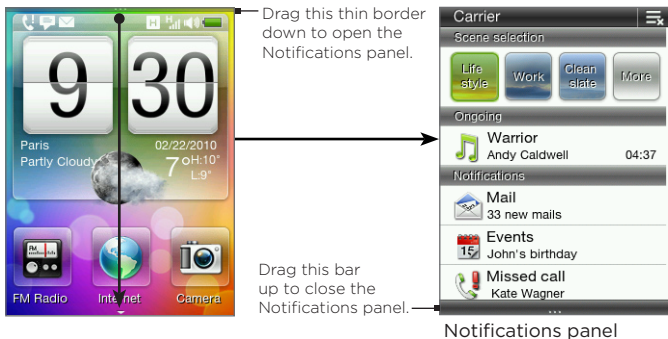 Drag this thin border
down to open the
Notifications panel.
H H
9 30
Paris
Partly Cloudy
02/22/2010
7° H:10°
L:9°
FM
FM Radio
Internet
Camera
Drag this bar
up to close the
Notifications panel.
Carrier
Scene selection
Life
style
Work
Clean
slate
More
Ongoing
Warrior
Andy Caldwell 04:37
Notifications
Mail
33 new mails
15
Events
John's birthday
Missed call
Kate Wagner
Notifications panel